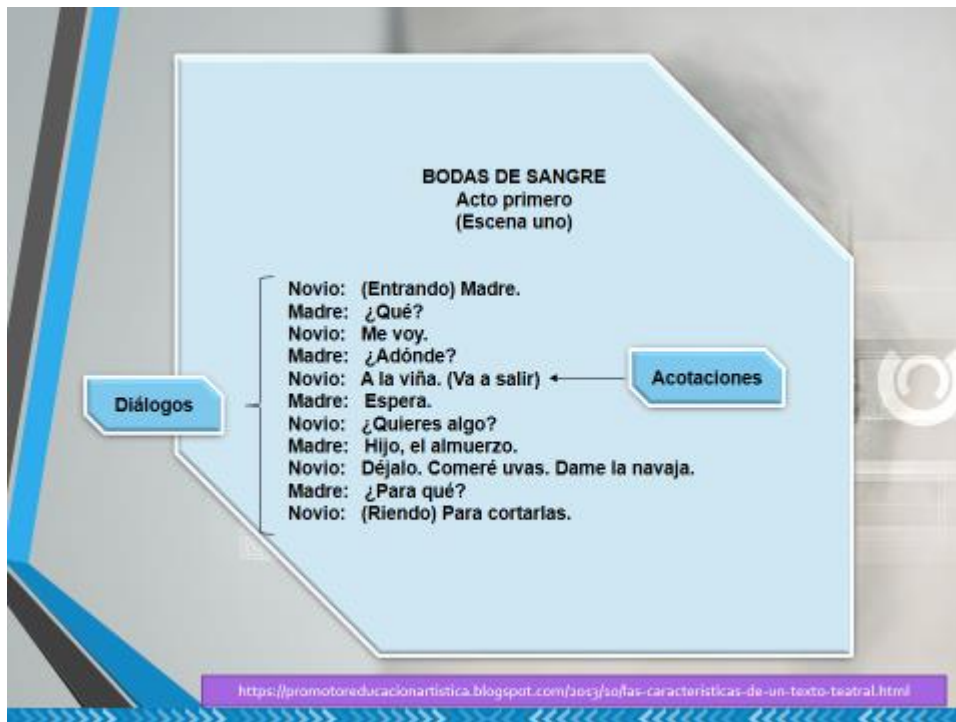 BODAS DE SANGRE
Acto primero
(Escena uno)
Novio: (Entrando) Madre.
Madre: ¿Qué?
Novio: Me voy.
Madre: ¿Adónde?
Novio: A la viña. (Va a salir)
Acotaciones
Diálogos
Madre: Espera.
Novio: ¿Quieres algo?
Madre: Hijo, el almuerzo.
Novio: Déjalo. Comeré uvas. Dame la navaja.
Madre: ¿Para qué?
Novio: (Riendo) Para cortarlas.
https://promotoreducacionartistica.blogspot.com/2013/10/las-caracteristicas-de-un-texto-teatral.html